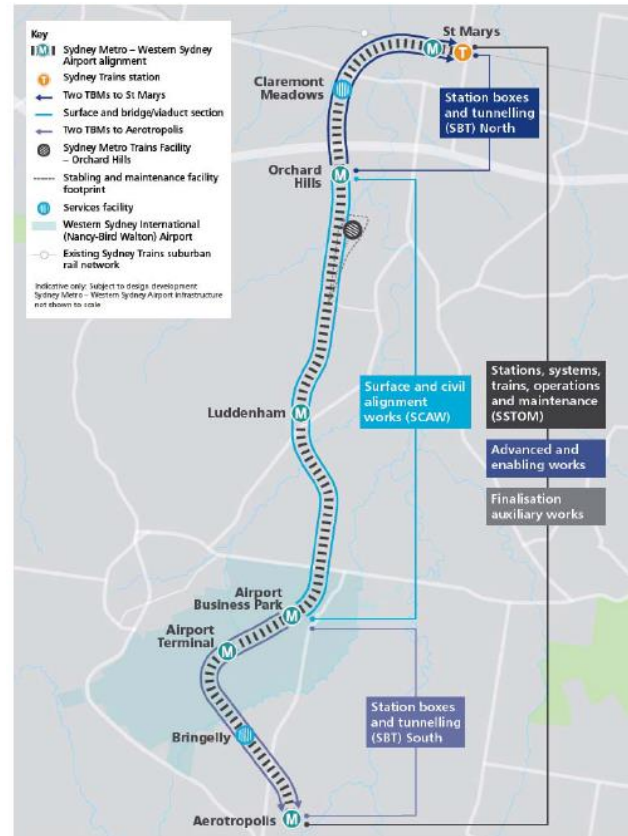 Key
M Sydney Metro – Western Sydney
Airport alignment
T Sydney Trains station
Two TBMs to St Marys
Surface and bridge/viaduct section
Two TBMs to Aerotropolis
Sydney Metro Trains Facility
– Orchard Hills
Stabling and maintenance facility
footprint
Services facility
Western Sydney International
(Nancy-Bird Walton) Airport
Existing Sydney Trains suburban
rail network
Indicative only: Subject to design development
Sydney Metro – Western Sydney Airport infrastructure
not shown to scale
St Marys
M
T
Claremont
Meadows
Station boxes
and tunnelling
(SBT) North
Orchard
Hills
M
Surface and civil
alignment
works (SCAW)
Stations, systems,
trains, operations
and maintenance
(SSTOM)
Luddenham
M
Advanced and
enabling works
Finalisation
auxiliary works
Airport
Business Park
M
Airport
Terminal
M
Station boxes
and tunnelling
(SBT) South
Bringelly
Aerotropolis
M